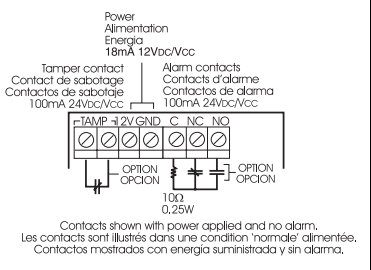 Power
Alimentation
Energia
18mA 12VDC/VCC
Tamper contact
Contact de sabotage
Contactos de sabotaje
100mA 24VDC/VCC
Alarm contacts
Contacts d'alarme
Contactos de alarma
100mA 24VDC/VCC
TAMP 12V GND C NC NO
OPTION
OPCION
OPTION
OPCION
10Ω
0,25W
Contacts shown with power applied and no alarm.
Les contacts sont illustrés dans une condition 'normale' alimentée.
Contactos mostrados con energía suministrada y sin alarma.